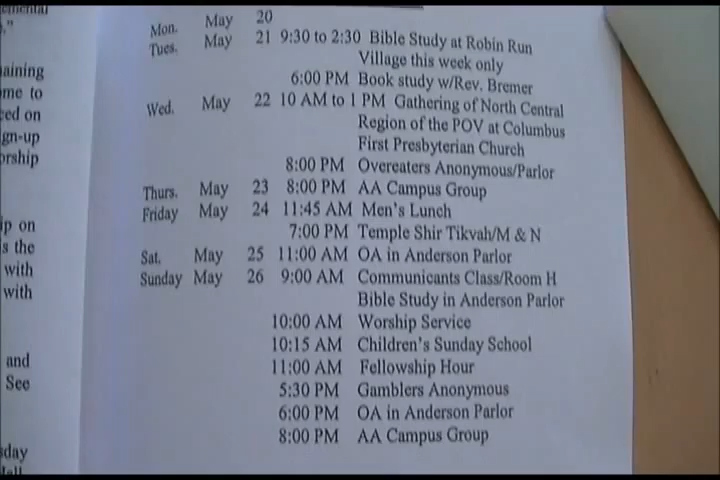 emental
."
aining
me to
ed on
gn-up
orship
ip on
s the
with
with
and
See
day
Mon. May 20
Tues. May 21 9:30 to 2:30 Bible Study at Robin Run
Village this week only
6:00 PM Book study w/Rev. Bremer
Wed. May 22 10 AM to 1 PM Gathering of North Central
Region of the POV at Columbus
First Presbyterian Church
8:00 PM Overeaters Anonymous/Parlor
Thurs. May 23 8:00 PM AA Campus Group
Friday May 24 11:45 AM Men's Lunch
7:00 PM Temple Shir Tikvah/M & N
Sat. May 25 11:00 AM OA in Anderson Parlor
Sunday May 26 9:00 AM Communicants Class/Room H
Bible Study in Anderson Parlor
10:00 AM Worship Service
10:15 AM Children's Sunday School
11:00 AM Fellowship Hour
5:30 PM Gamblers Anonymous
6:00 PM OA in Anderson Parlor
8:00 PM AA Campus Group